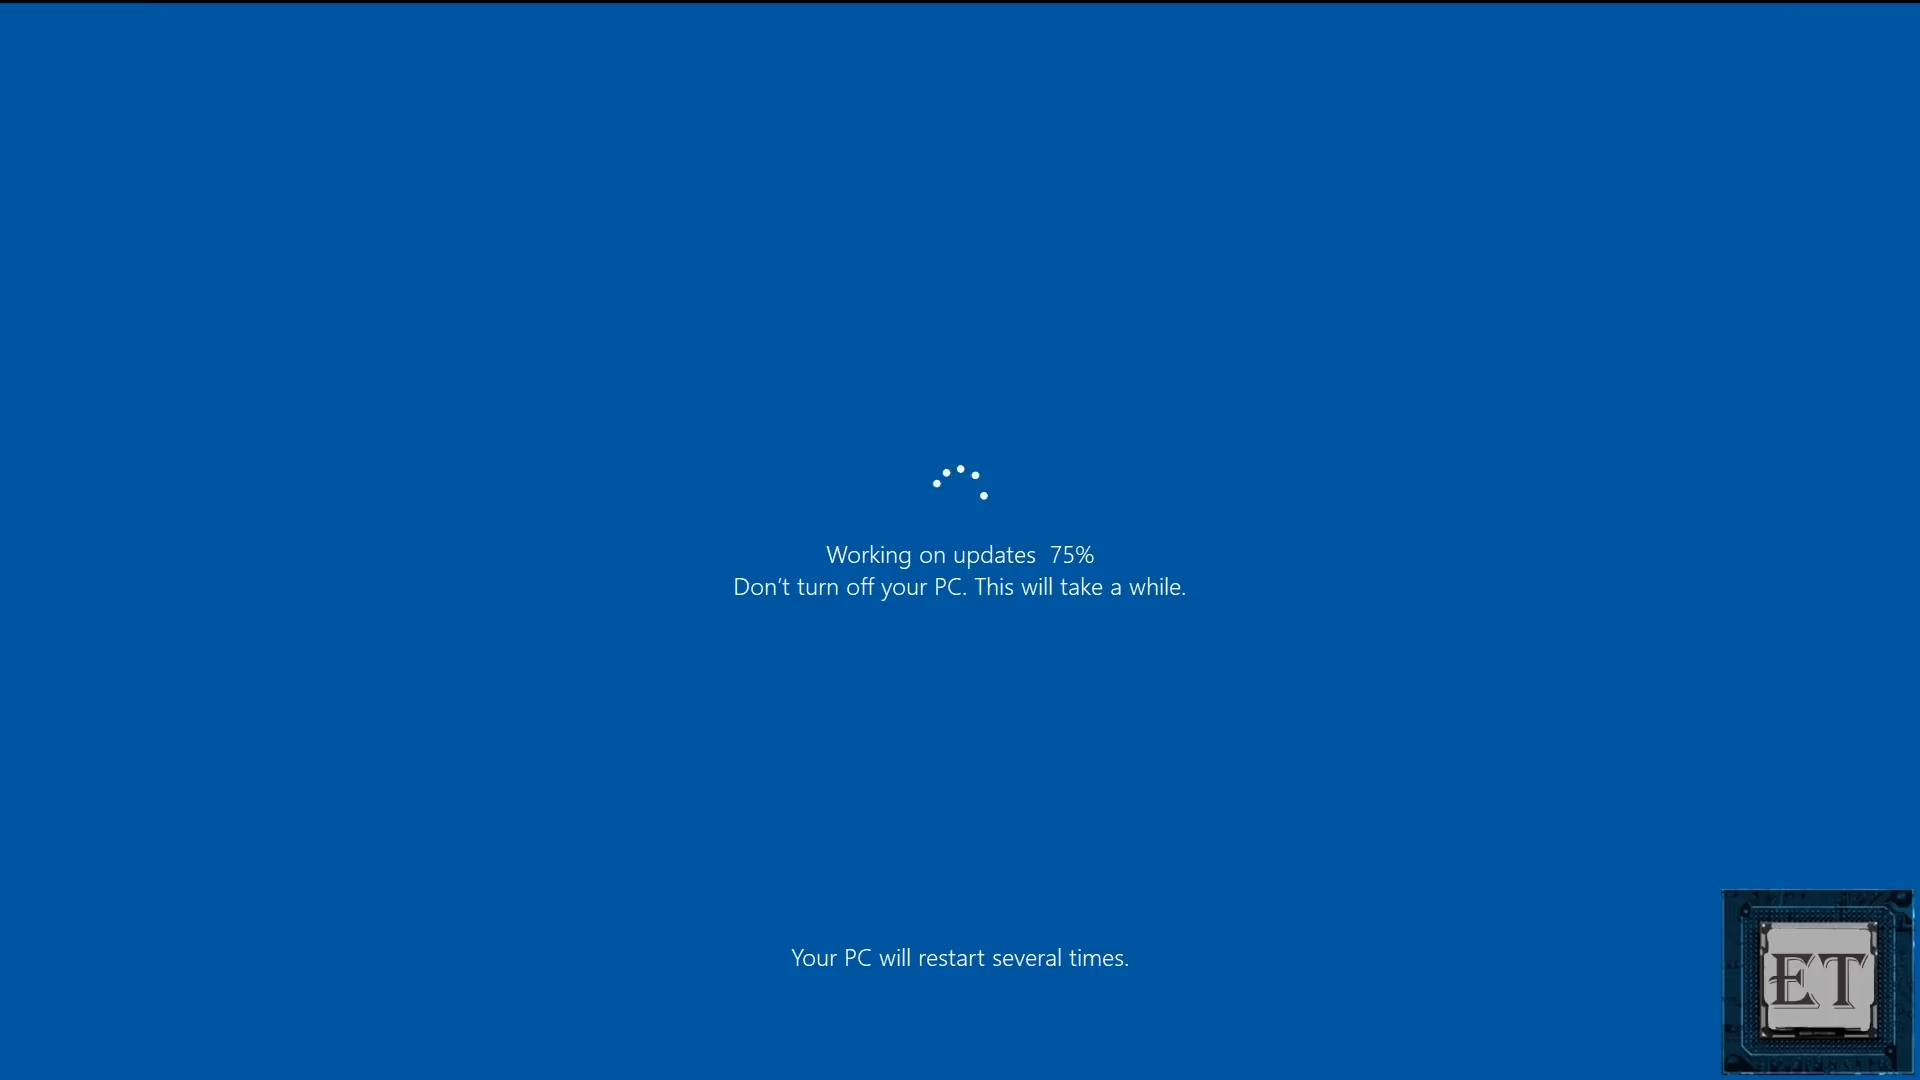 Working on updates  75%
Don’t turn off your PC. This will take a while.
Your PC will restart several times.
ET